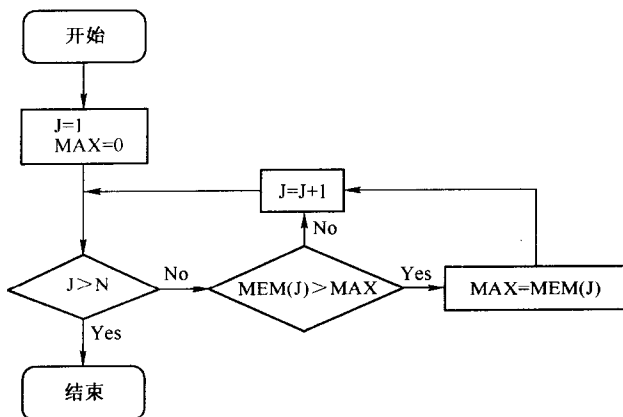 开始
J=1
MAX=0
J=J+1
No
J＞N
No
MEM(J)＞MAX
Yes
MAX=MEM(J)
Yes
结束